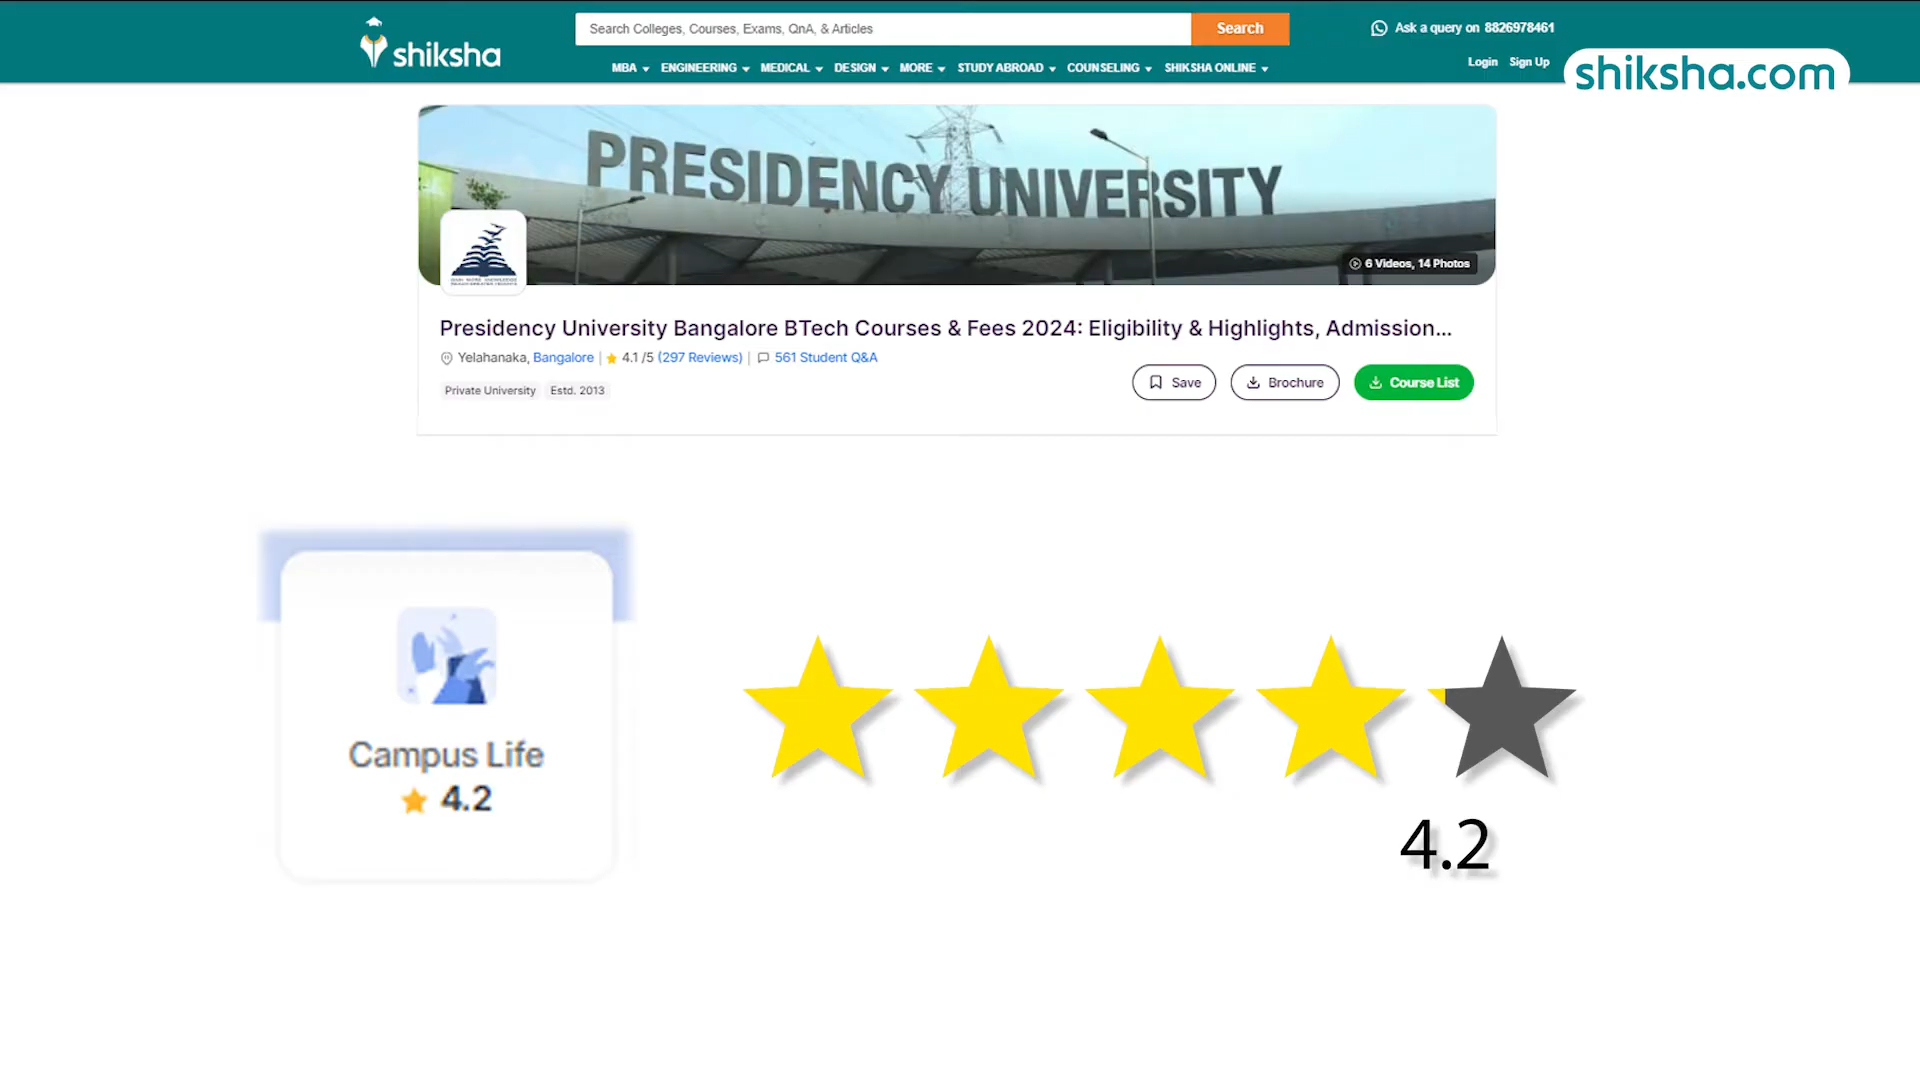 shiksha
Search Colleges, Courses, Exams, QnA, & Articles
Search
Ask a query on 8826978461
MBA ENGINEERING MEDICAL DESIGN MORE STUDY ABROAD COUNSELING SHIKSHA ONLINE
Login Sign Up
shiksha.com
PRESIDENCY UNIVERSITY
6 Videos, 14 Photos
Presidency University Bangalore BTech Courses & Fees 2024: Eligibility & Highlights, Admission...
Yelahanaka, Bangalore | 4.1 /5 (297 Reviews) | 561 Student Q&A
Private University Estd. 2013
Save Brochure Course List
Campus Life
4.2
4.2